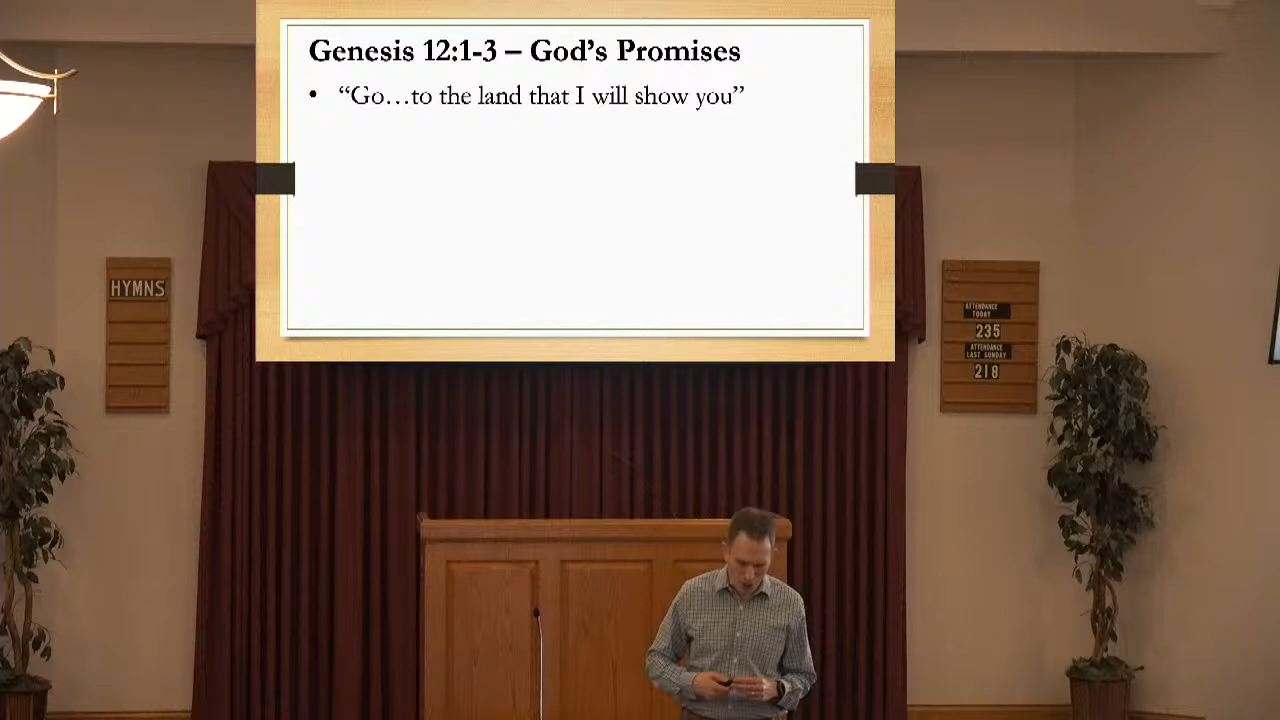 Genesis 12:1-3 – God’s Promises
• “Go…to the land that I will show you”
HYMNS
ATTENDANCE
TODAY
235
ATTENDANCE
LAST SUNDAY
218